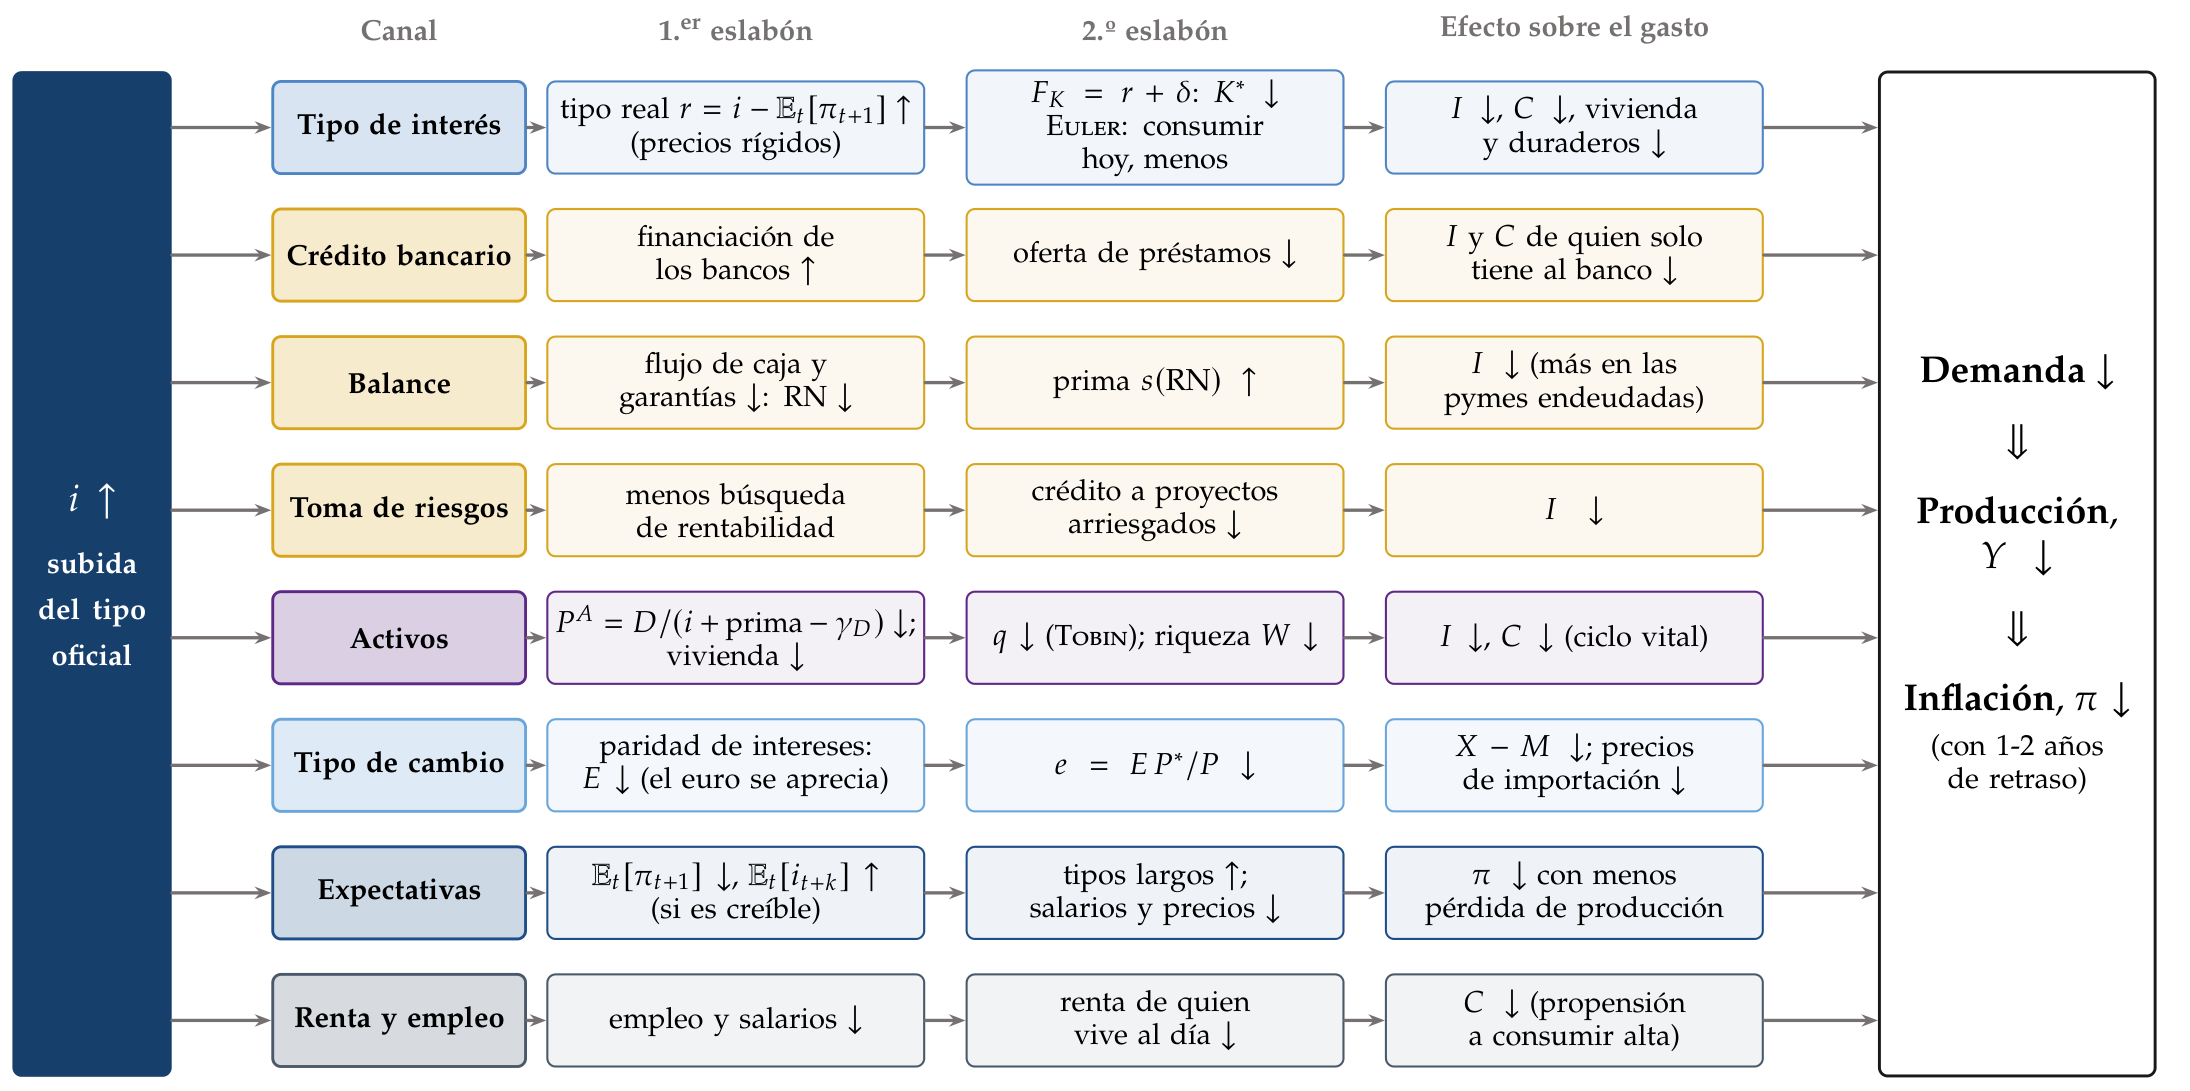 Canal
1.er eslabón
2.º eslabón
Efecto sobre el gasto
i ↑
subida
del tipo
oficial
Tipo de interés
tipo real r = i − 𝔼t[πt+1] ↑
(precios rígidos)
FK = r + δ: K* ↓
Euler: consumir
hoy, menos
I ↓, C ↓, vivienda
y duraderos ↓
Crédito bancario
financiación de
los bancos ↑
oferta de préstamos ↓
I y C de quien solo
tiene al banco ↓
Balance
flujo de caja y
garantías ↓: RN ↓
prima s(RN) ↑
I ↓ (más en las
pymes endeudadas)
Toma de riesgos
menos búsqueda
de rentabilidad
crédito a proyectos
arriesgados ↓
I ↓
Activos
P^A = D/(i + prima − γD) ↓;
vivienda ↓
q ↓ (Tobin); riqueza W ↓
I ↓, C ↓ (ciclo vital)
Tipo de cambio
paridad de intereses:
E ↓ (el euro se aprecia)
e = E P*/P ↓
X − M ↓; precios
de importación ↓
Expectativas
𝔼t[πt+1] ↓, 𝔼t[it+k] ↑
(si es creíble)
tipos largos ↑;
salarios y precios ↓
π ↓ con menos
pérdida de producción
Renta y empleo
empleo y salarios ↓
renta de quien
vive al día ↓
C ↓ (propensión
a consumir alta)
Demanda ↓
⇓
Producción,
Y ↓
⇓
Inflación, π ↓
(con 1-2 años
de retraso)